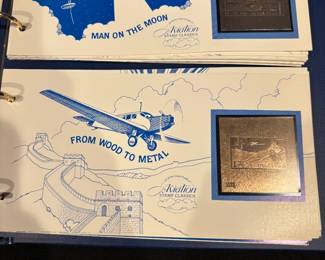 MAN ON THE MOON
Aviation
STAMP CLASSICS
FROM WOOD TO METAL
Aviation
STAMP CLASSICS